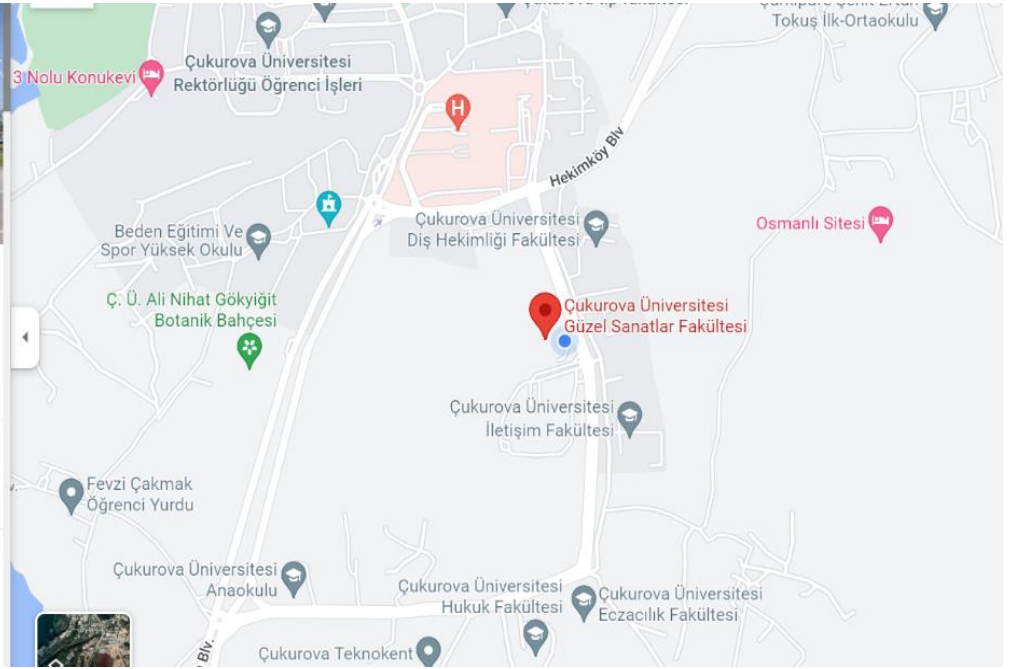 Tokuş İlk-Ortaokulu
Çukurova Üniversitesi
Rektörlüğü Öğrenci İşleri
3 Nolu Konukevi
H
Hekimköy Blv
Çukurova Üniversitesi
Diş Hekimliği Fakültesi
Osmanlı Sitesi
Beden Eğitimi Ve
Spor Yüksek Okulu
Ç. Ü. Ali Nihat Gökyiğit
Botanik Bahçesi
Çukurova Üniversitesi
Güzel Sanatlar Fakültesi
Çukurova Üniversitesi
İletişim Fakültesi
Fevzi Çakmak
Öğrenci Yurdu
Çukurova Üniversitesi
Anaokulu
Çukurova Üniversitesi
Hukuk Fakültesi
Çukurova Üniversitesi
Eczacılık Fakültesi
Blv.
Çukurova Teknokent